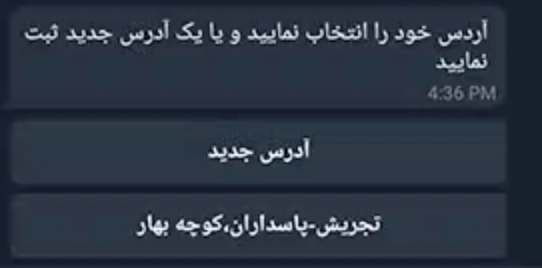 آردس خود را انتخاب نمایید و یا یک آدرس جدید ثبت
نمایید
4:36 PM
آدرس جدید
تجریش-پاسداران،کوچه بهار